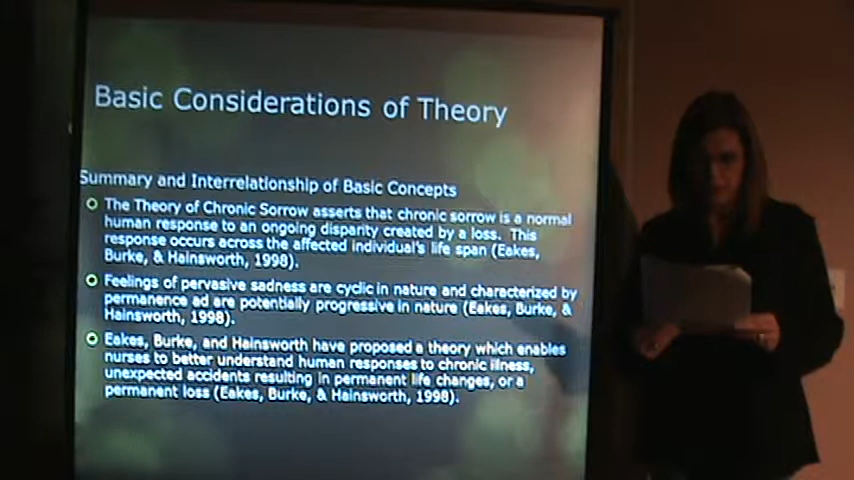 Basic Considerations of Theory
Summary and Interrelationship of Basic Concepts
The Theory of Chronic Sorrow asserts that chronic sorrow is a normal
human response to an ongoing disparity created by a loss. This
response occurs across the affected individual's life span (Eakes,
Burke, & Hainsworth, 1998).
Feelings of pervasive sadness are cyclic in nature and characterized by
permanence ad are potentially progressive in nature (Eakes, Burke, &
Hainsworth, 1998).
Eakes, Burke, and Hainsworth have proposed a theory which enables
nurses to better understand human responses to chronic illness,
unexpected accidents resulting in permanent life changes, or a
permanent loss (Eakes, Burke, & Hainsworth, 1998).